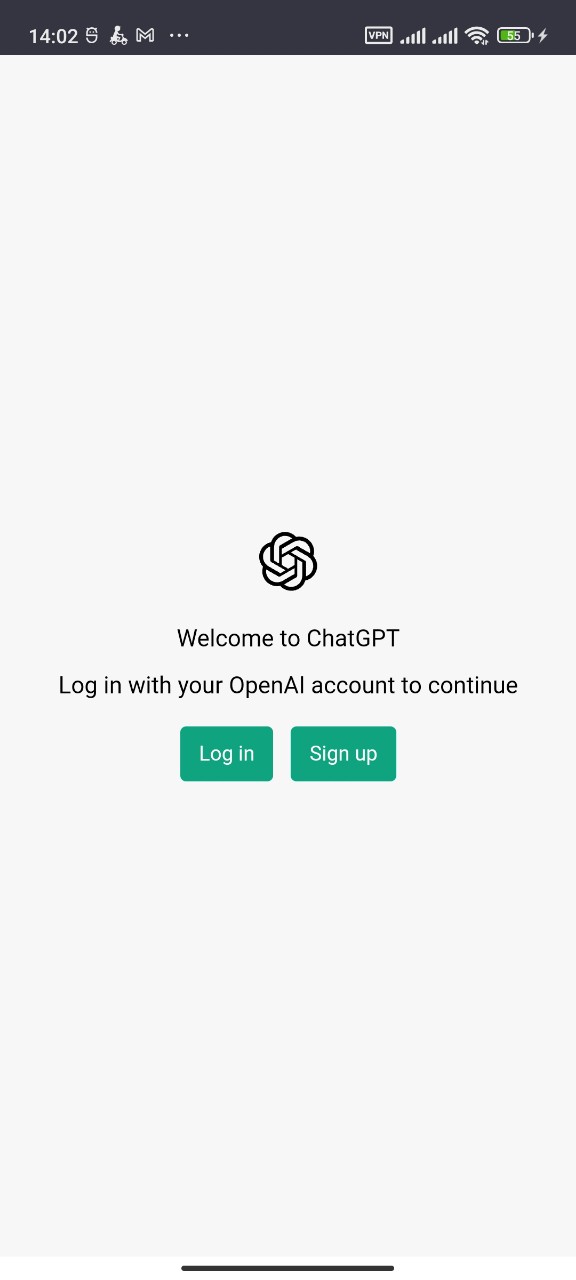 14:02 VPN 55
Welcome to ChatGPT
Log in with your OpenAI account to continue
Log in Sign up